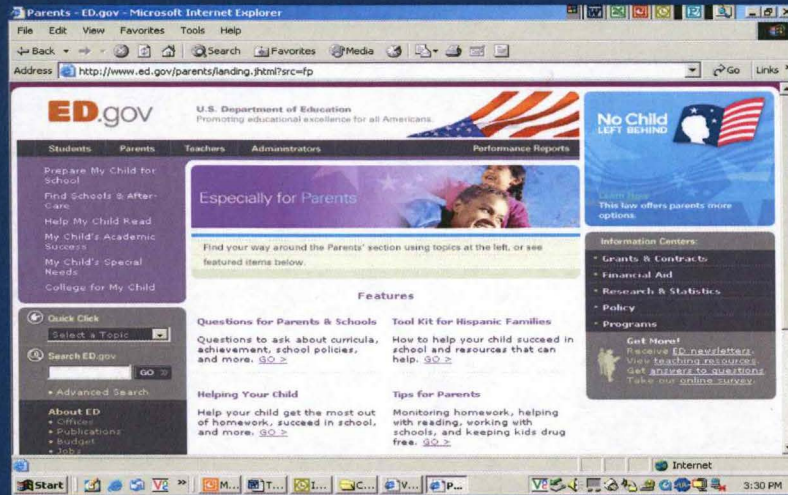 Parents - ED.gov - Microsoft Internet Explorer
File Edit View Favorites Tools Help
Back Search Favorites Media
Address http://www.ed.gov/parents/landing.jhtml?src=fp Go Links
ED.gov
U.S. Department of Education
Promoting educational excellence for all Americans.
No Child
LEFT BEHIND
Students Parents Teachers Administrators Performance Reports
Prepare My Child for
School
Find Schools & After-
Care
Help My Child Read
My Child's Academic
Success
My Child's Special
Needs
College for My Child
Especially for Parents
Find your way around the Parents' section using topics at the left, or see
featured items below.
This law offers parents more
options.
Quick Click
Select a Topic
Search ED.gov
GO
• Advanced Search
About ED
• Offices
• Publications
• Budget
• Jobs
Features
Questions for Parents & Schools
Questions to ask about curricula,
achievement, school policies,
and more. GO >
Tool Kit for Hispanic Families
How to help your child succeed in
school and resources that can
help. GO >
Helping Your Child
Help your child get the most out
of homework, succeed in school,
and more. GO >
Tips for Parents
Monitoring homework, helping
with reading, working with
schools, and keeping kids drug
free. GO >
Information Centers:
Grants & Contracts
Financial Aid
Research & Statistics
Policy
Programs
Get More!
Receive ED newsletters.
View teaching resources.
Get answers to questions.
Take our online survey.
Internet
Start M... T... I... C... V... P... 3:30 PM